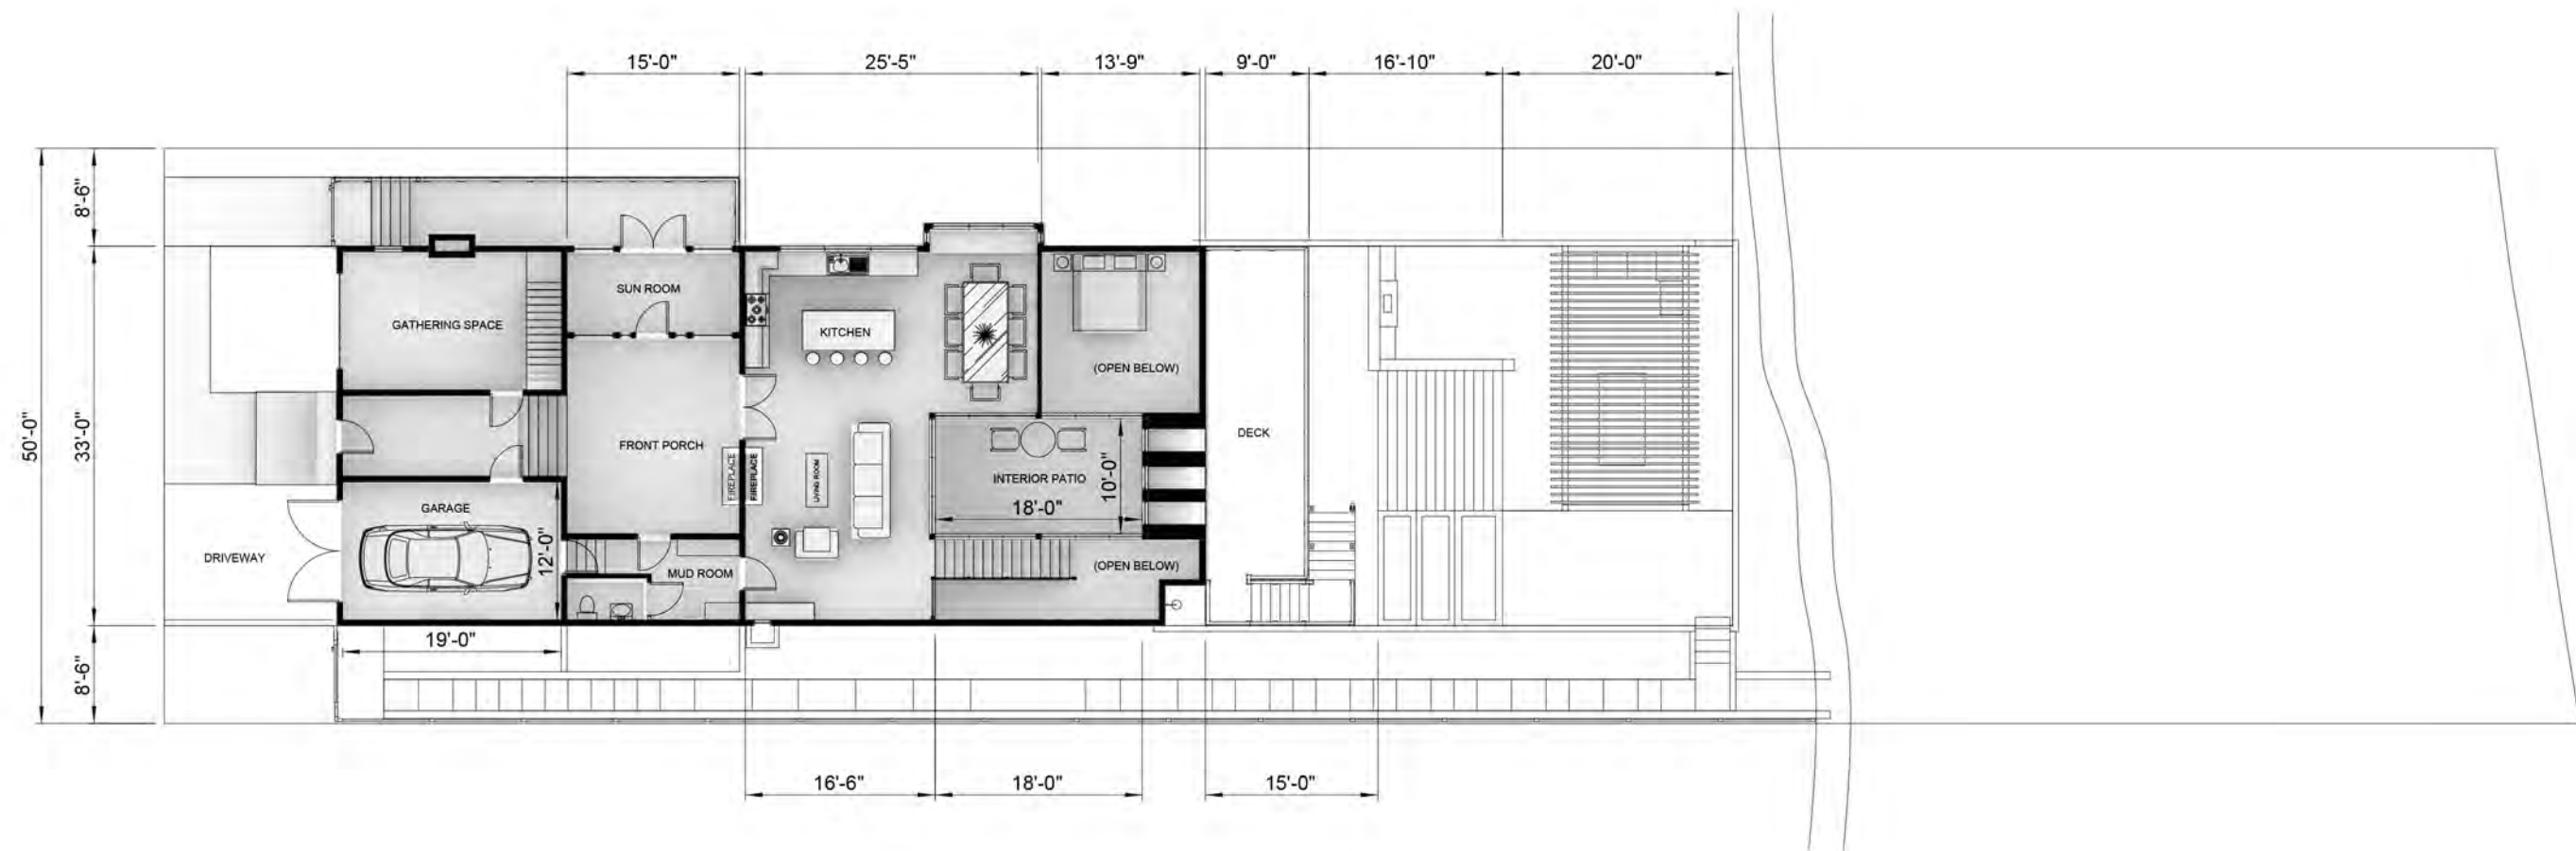 15'-0"
25'-5"
13'-9"
9'-0"
16'-10"
20'-0"
50'-0"
8'-6"
33'-0"
8'-6"
SUN ROOM
GATHERING SPACE
KITCHEN
(OPEN BELOW)
FRONT PORCH
DECK
FIREPLACE
FIREPLACE
LIVING ROOM
INTERIOR PATIO
10'-0"
18'-0"
GARAGE
12'-0"
DRIVEWAY
MUD ROOM
(OPEN BELOW)
19'-0"
16'-6"
18'-0"
15'-0"